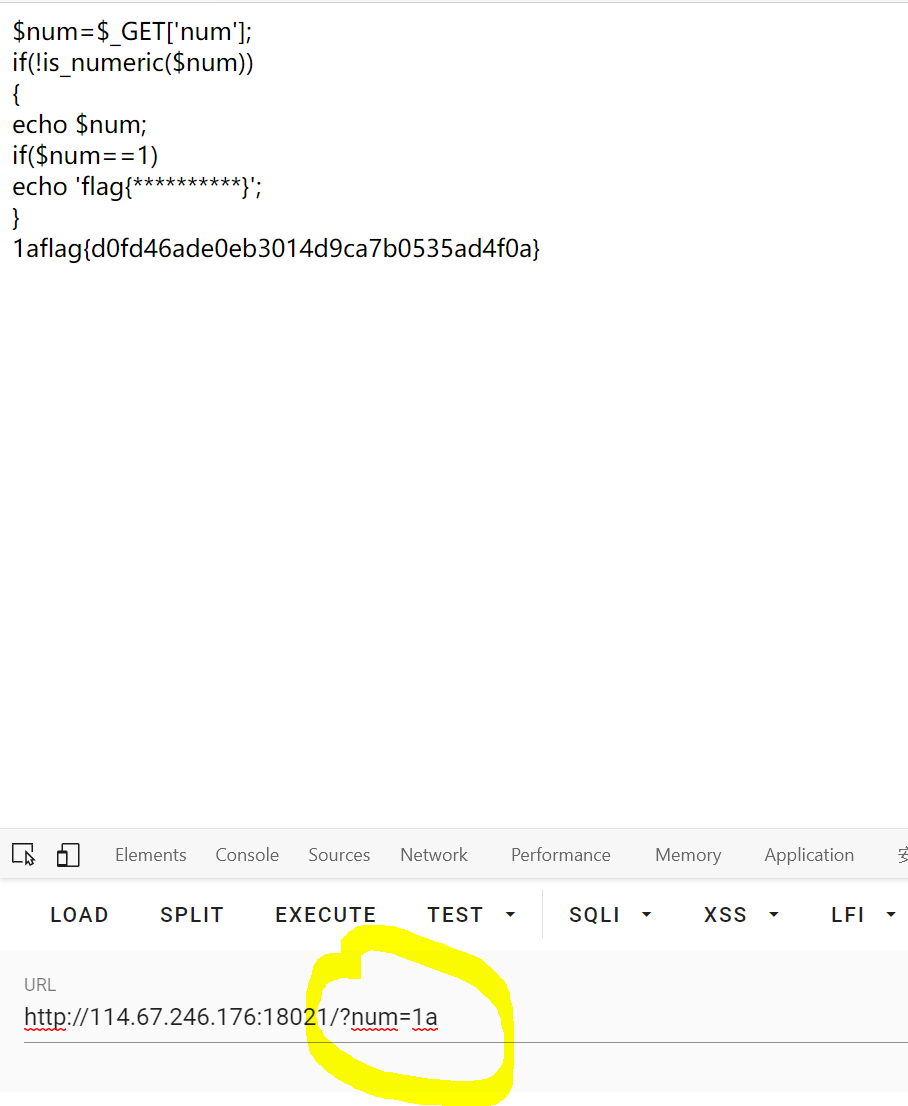 $num=$_GET['num'];
if(!is_numeric($num))
{
echo $num;
if($num==1)
echo 'flag{**********}';
}
1aflag{d0fd46ade0eb3014d9ca7b0535ad4f0a}
Elements Console Sources Network Performance Memory Application
LOAD SPLIT EXECUTE TEST SQLI XSS LFI
URL
http://114.67.246.176:18021/?num=1a